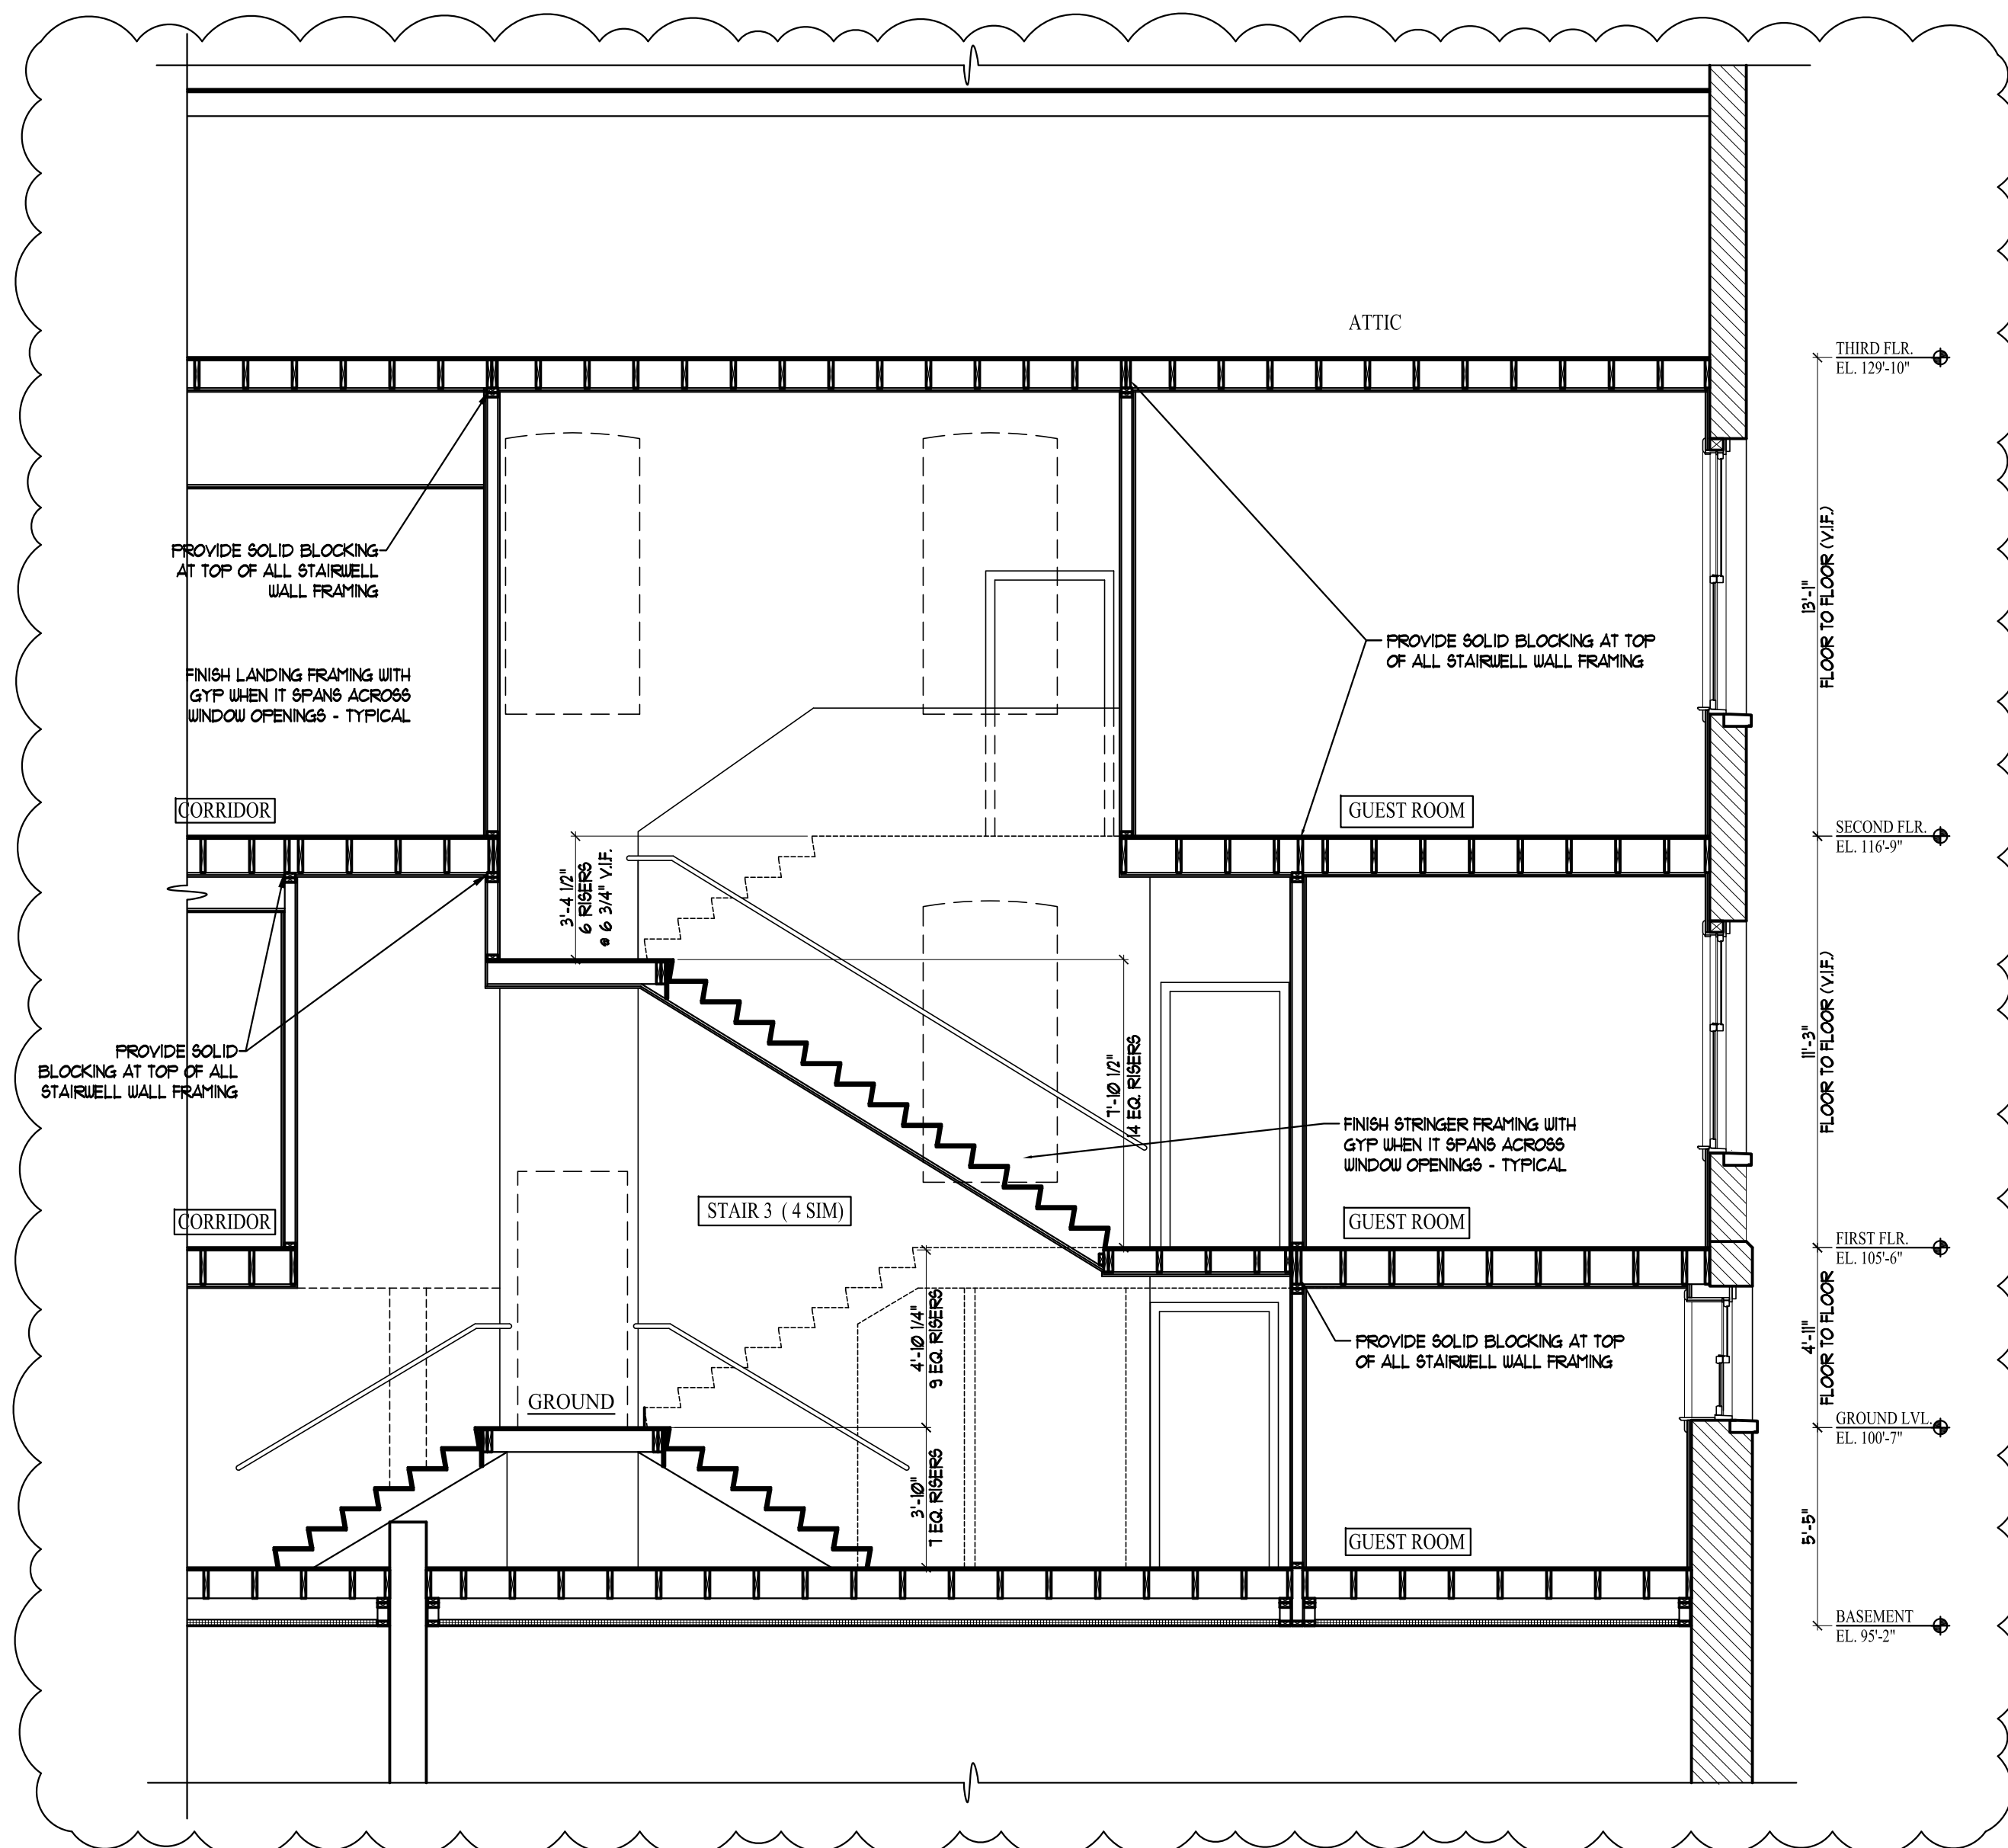 ATTIC
THIRD FLR.
EL. 129'-10"
PROVIDE SOLID BLOCKING
AT TOP OF ALL STAIRWELL
WALL FRAMING
PROVIDE SOLID BLOCKING AT TOP
OF ALL STAIRWELL WALL FRAMING
13'-1"
FLOOR TO FLOOR (V.I.F.)
FINISH LANDING FRAMING WITH
GYP WHEN IT SPANS ACROSS
WINDOW OPENINGS - TYPICAL
CORRIDOR
GUEST ROOM
SECOND FLR.
EL. 116'-9"
3'-4 1/2"
6 RISERS
@ 6 3/4" V.I.F.
PROVIDE SOLID
BLOCKING AT TOP OF ALL
STAIRWELL WALL FRAMING
7'-10 1/2"
14 EQ. RISERS
11'-3"
FLOOR TO FLOOR (V.I.F.)
FINISH STRINGER FRAMING WITH
GYP WHEN IT SPANS ACROSS
WINDOW OPENINGS - TYPICAL
CORRIDOR
STAIR 3 ( 4 SIM)
GUEST ROOM
FIRST FLR.
EL. 105'-6"
4'-10 1/4"
9 EQ. RISERS
PROVIDE SOLID BLOCKING AT TOP
OF ALL STAIRWELL WALL FRAMING
4'-11"
FLOOR TO FLOOR
GROUND
GROUND LVL.
EL. 100'-7"
3'-10"
7 EQ. RISERS
GUEST ROOM
5'-5"
BASEMENT
EL. 95'-2"